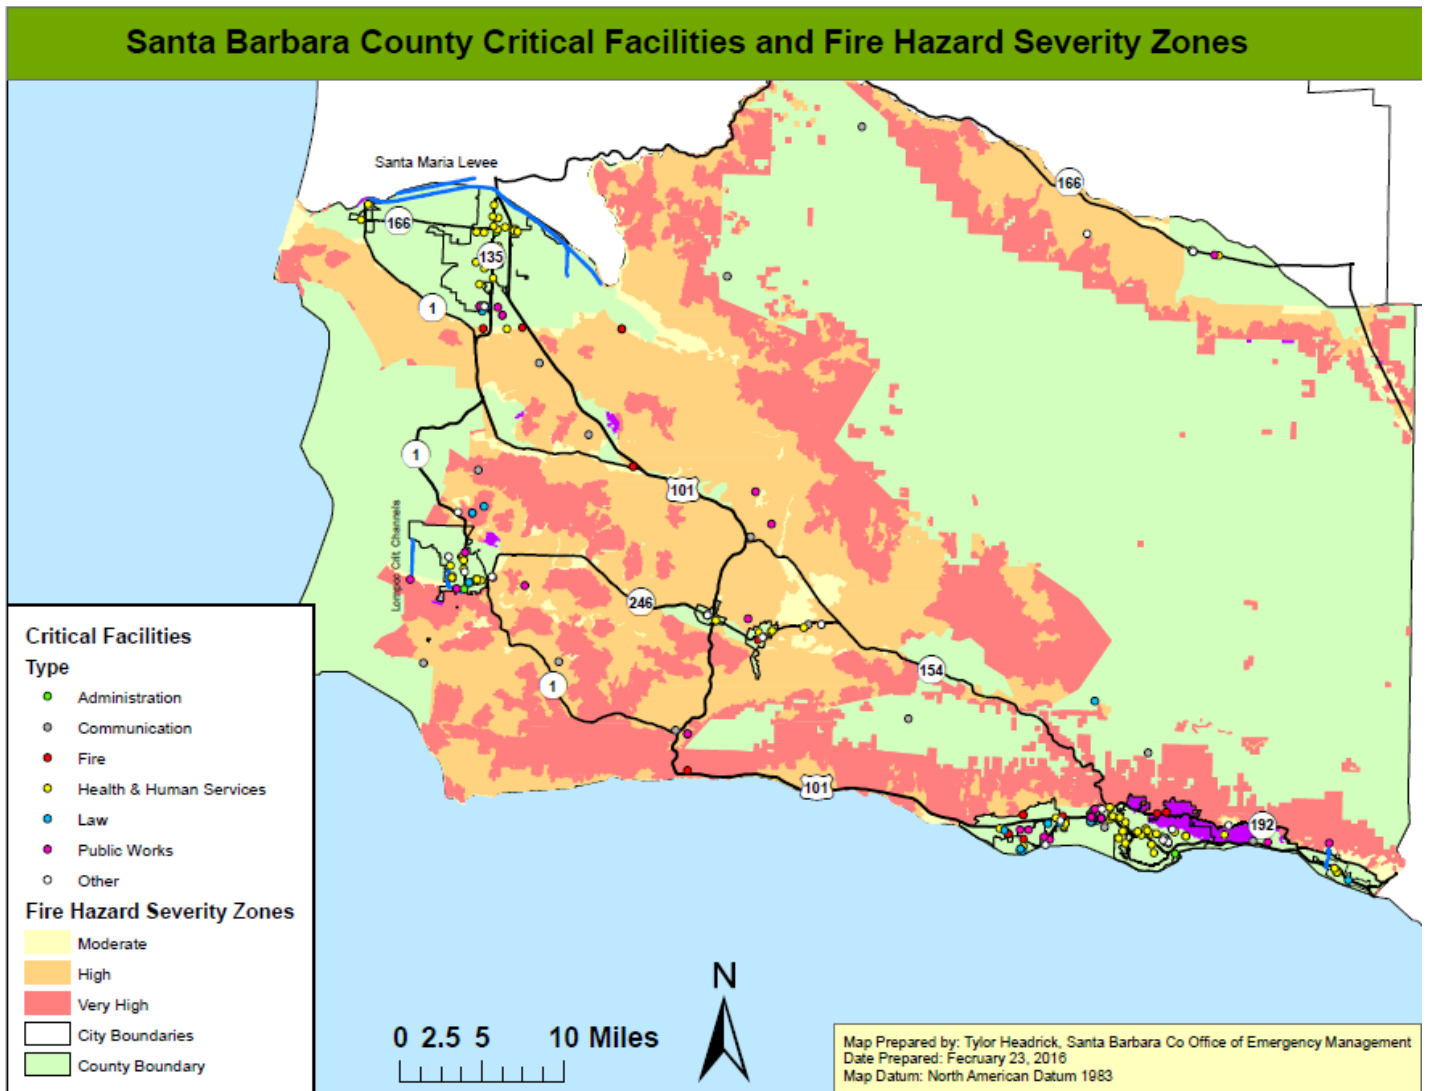 Santa Barbara County Critical Facilities and Fire Hazard Severity Zones
Santa Maria Levee
166
166
135
1
1
101
Lompoc Crit Channels
246
154
1
101
192
Critical Facilities
Type
Administration
Communication
Fire
Health & Human Services
Law
Public Works
Other
Fire Hazard Severity Zones
Moderate
High
Very High
City Boundaries
County Boundary
N
0 2.5 5 10 Miles
Map Prepared by: Tylor Headrick, Santa Barbara Co Office of Emergency Management
Date Prepared: Fecruary 23, 2016
Map Datum: North American Datum 1983